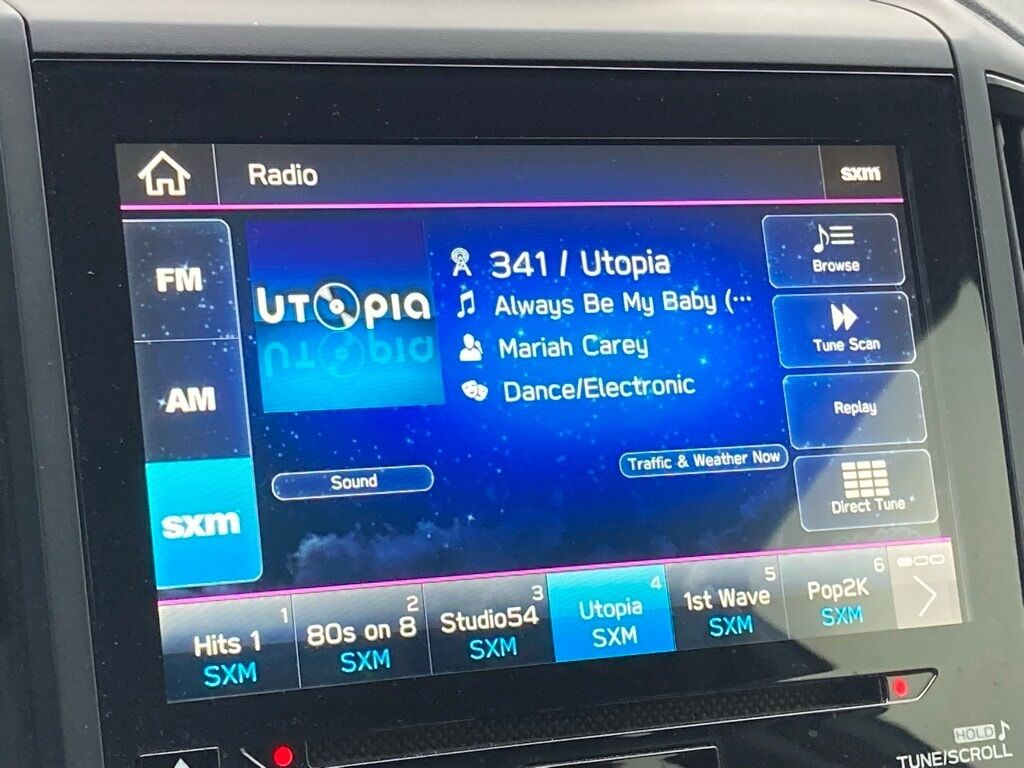 Radio
sxm
FM
AM
sxm
UTOPIA
341 / Utopia
Always Be My Baby (···
Mariah Carey
Dance/Electronic
Browse
Tune Scan
Replay
Direct Tune
Sound
Traffic & Weather Now
1
Hits 1
SXM
2
80s on 8
SXM
3
Studio54
SXM
4
Utopia
SXM
5
1st Wave
SXM
6
Pop2K
SXM
HOLD
TUNE/SCROLL